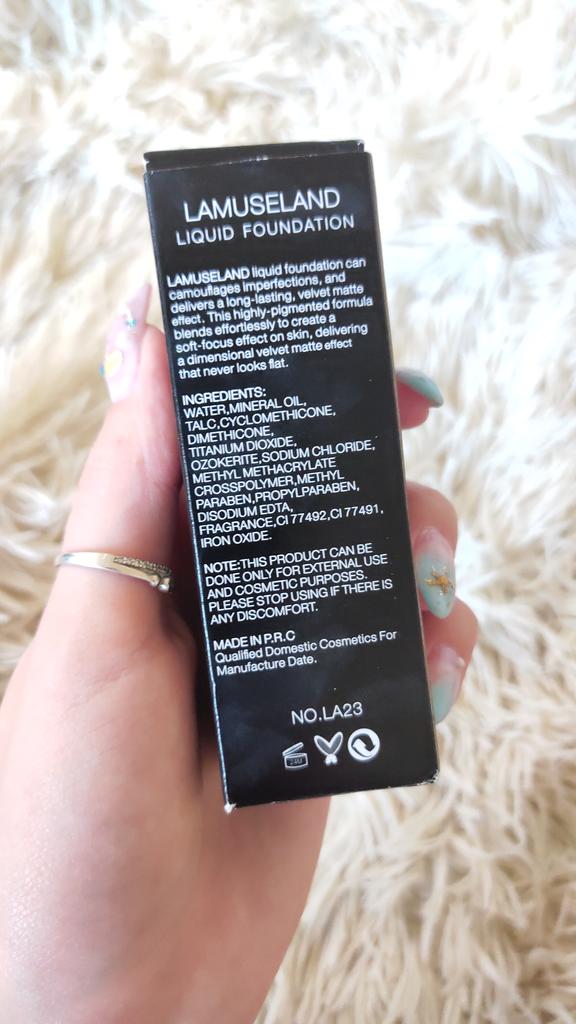 LAMUSELAND
LIQUID FOUNDATION
LAMUSELAND liquid foundation can
camouflages imperfections, and
delivers a long-lasting, velvet matte
effect. This highly-pigmented formula
blends effortlessly to create a
soft-focus effect on skin, delivering
a dimensional velvet matte effect
that never looks flat.
INGREDIENTS:
WATER,MINERAL OIL,
TALC,CYCLOMETHICONE,
DIMETHICONE,
TITANIUM DIOXIDE,
OZOKERITE,SODIUM CHLORIDE,
METHYL METHACRYLATE
CROSSPOLYMER,METHYL
PARABEN,PROPYLPARABEN,
DISODIUM EDTA,
FRAGRANCE,CI 77492,CI 77491,
IRON OXIDE.
NOTE:THIS PRODUCT CAN BE
DONE ONLY FOR EXTERNAL USE
AND COSMETIC PURPOSES.
PLEASE STOP USING IF THERE IS
ANY DISCOMFORT.
MADE IN P.R.C
Qualified Domestic Cosmetics For
Manufacture Date.
NO.LA23
24M